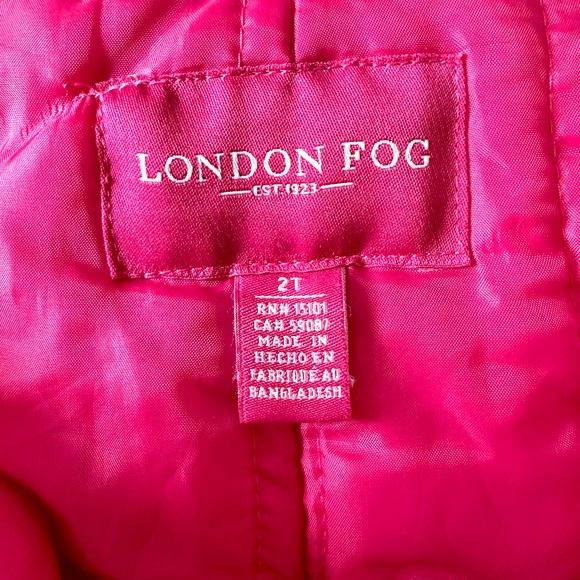 LONDON FOG
EST. 1923
2T
RN# 15101
CA# 59087
MADE IN
HECHO EN
FABRIQUÉ AU
BANGLADESH